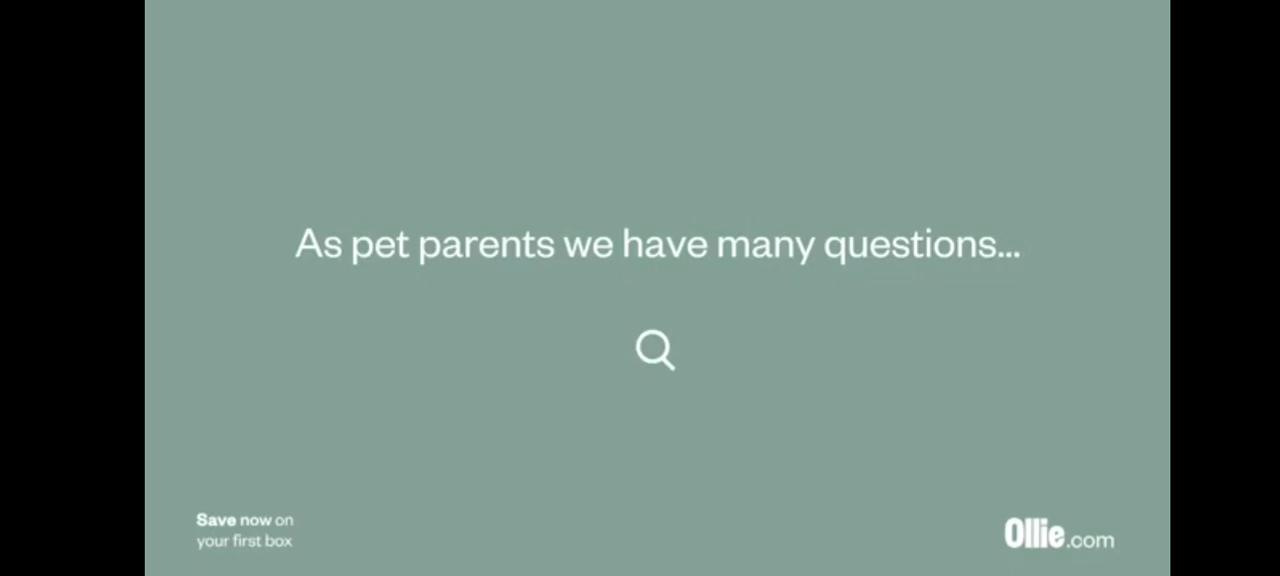 As pet parents we have many questions...
Save now on
your first box
Ollie.com